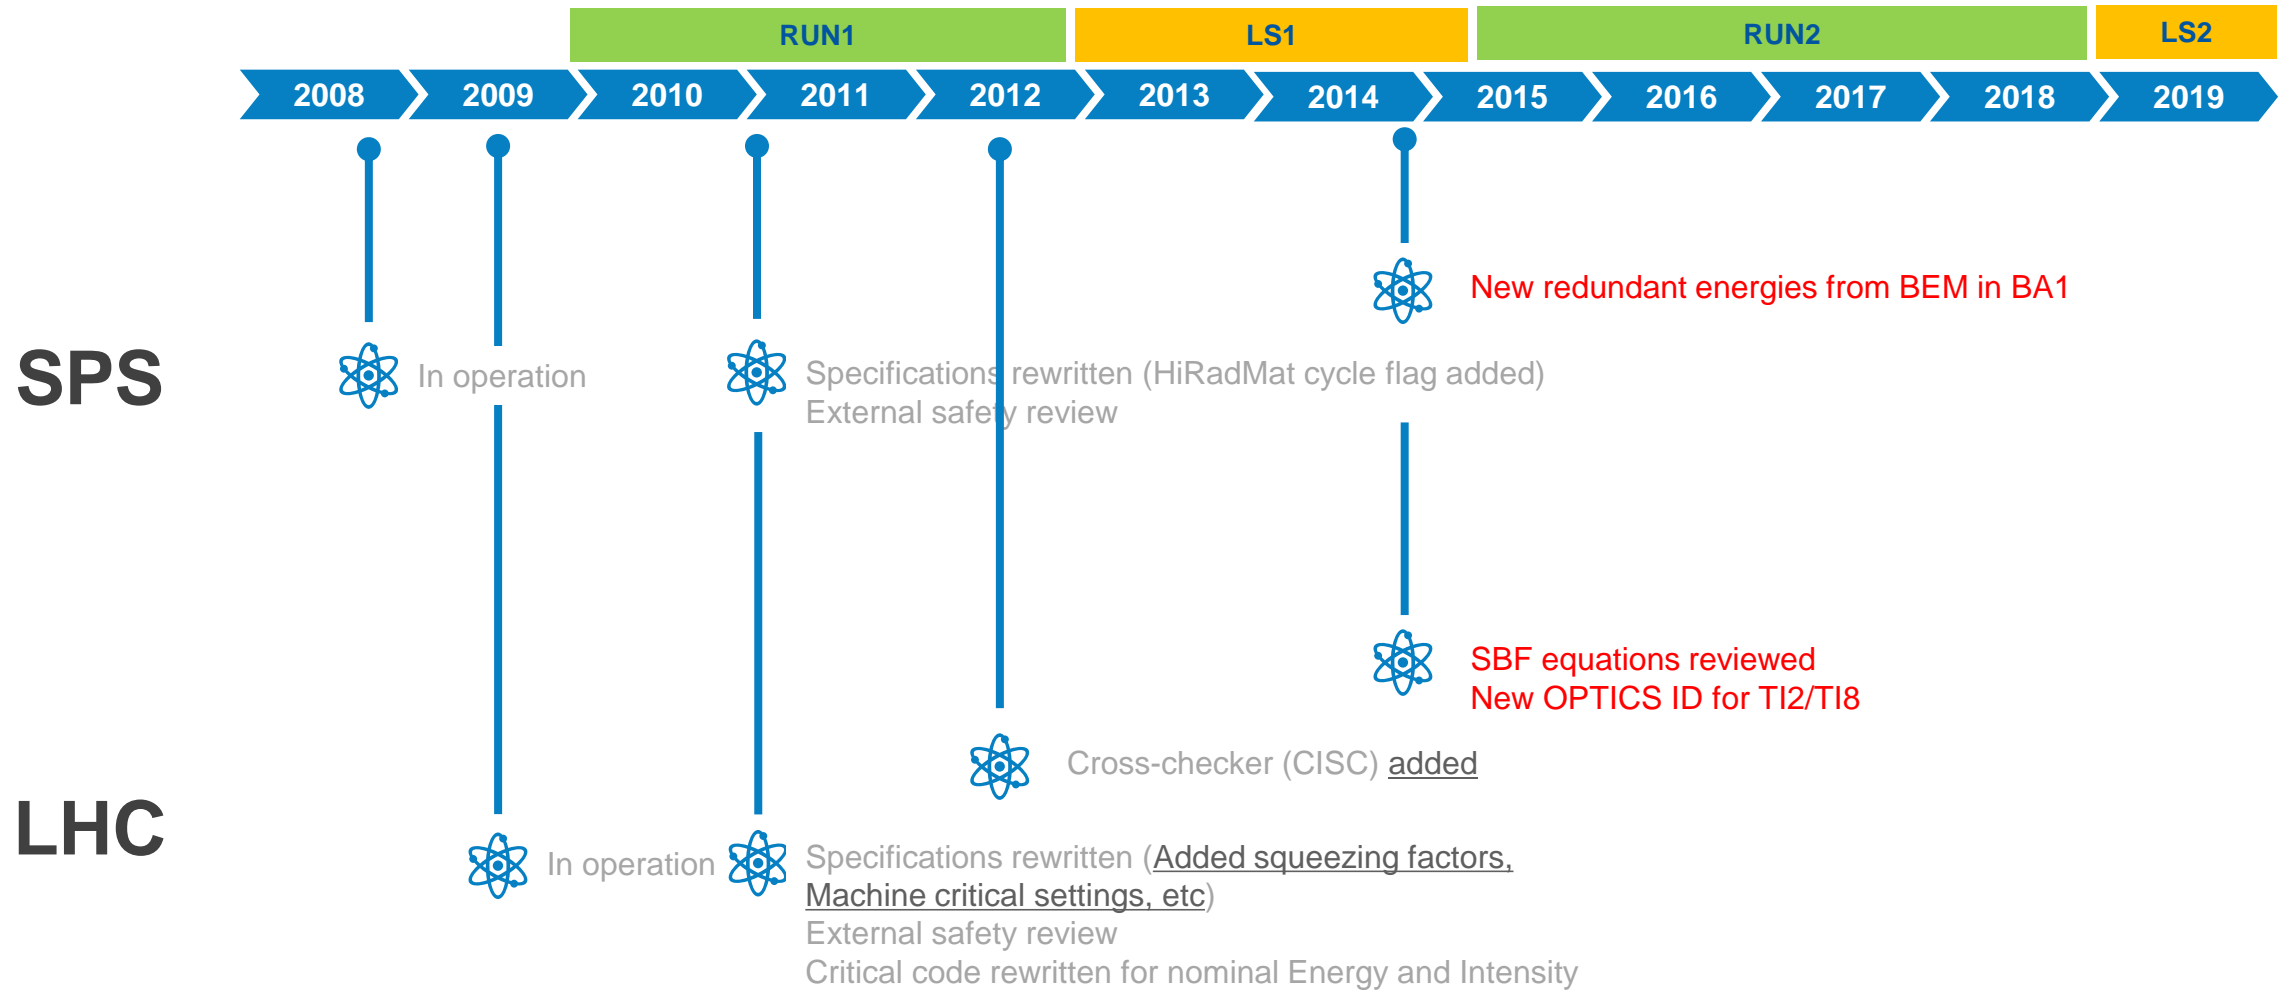 RUN1
LS1
RUN2
LS2
2008
2009
2010
2011
2012
2013
2014
2015
2016
2017
2018
2019
New redundant energies from BEM in BA1
SPS
In operation
Specifications rewritten (HiRadMat cycle flag added)
External safety review
SBF equations reviewed
New OPTICS ID for TI2/TI8
Cross-checker (CISC) added
LHC
In operation
Specifications rewritten (Added squeezing factors,
Machine critical settings, etc)
External safety review
Critical code rewritten for nominal Energy and Intensity